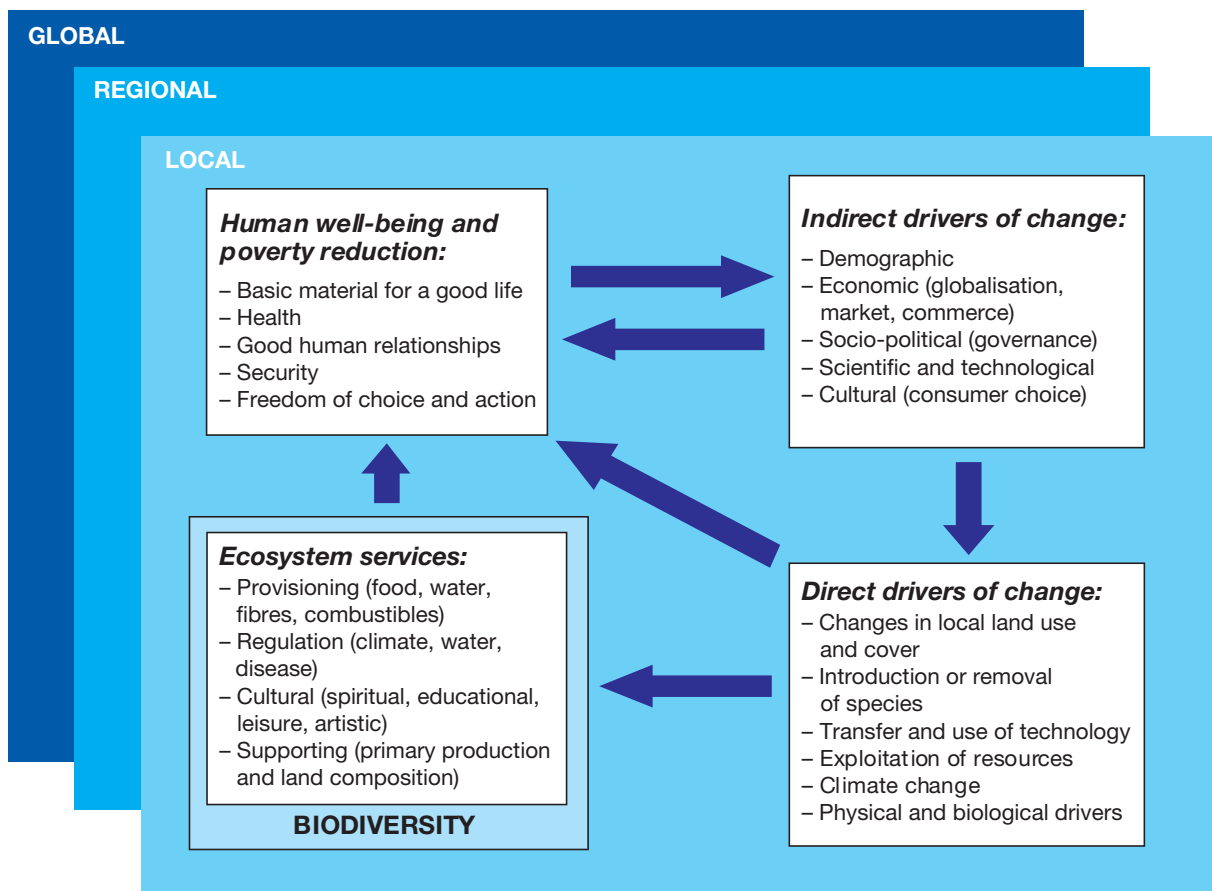 GLOBAL
REGIONAL
LOCAL
Human well-being and
poverty reduction:
– Basic material for a good life
– Health
– Good human relationships
– Security
– Freedom of choice and action
Indirect drivers of change:
– Demographic
– Economic (globalisation,
market, commerce)
– Socio-political (governance)
– Scientific and technological
– Cultural (consumer choice)
Ecosystem services:
– Provisioning (food, water,
fibres, combustibles)
– Regulation (climate, water,
disease)
– Cultural (spiritual, educational,
leisure, artistic)
– Supporting (primary production
and land composition)
BIODIVERSITY
Direct drivers of change:
– Changes in local land use
and cover
– Introduction or removal
of species
– Transfer and use of technology
– Exploitation of resources
– Climate change
– Physical and biological drivers